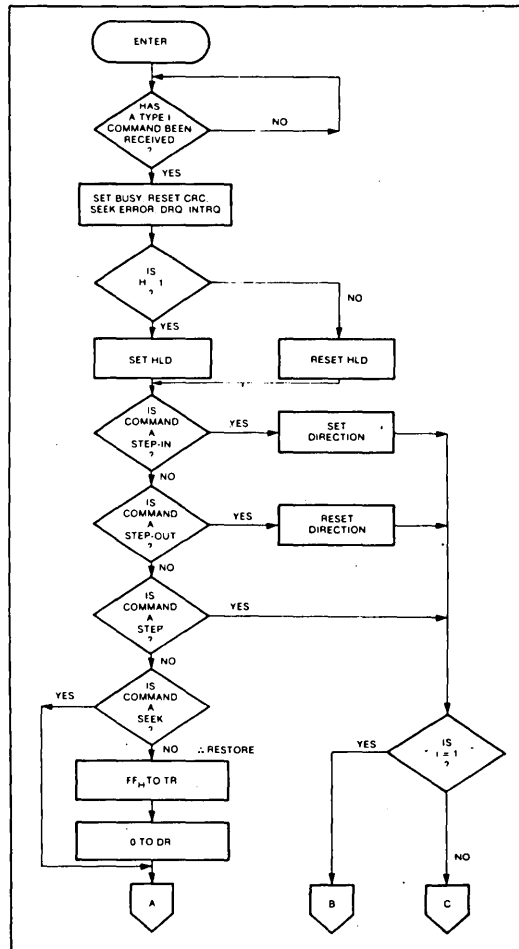 ENTER
HAS
A TYPE I
COMMAND BEEN
RECEIVED
?
NO
YES
SET BUSY, RESET CRC,
SEEK ERROR, DRQ, INTRQ
IS
H = 1
?
NO
YES
SET HLD
RESET HLD
IS
COMMAND
A
STEP-IN
?
YES
SET
DIRECTION
NO
IS
COMMAND
A
STEP-OUT
?
YES
RESET
DIRECTION
NO
IS
COMMAND
A
STEP
?
YES
NO
YES
IS
COMMAND
A
SEEK
?
NO ∴ RESTORE
YES
IS
T = 1
?
FFH TO TR
0 TO DR
NO
A
B
C